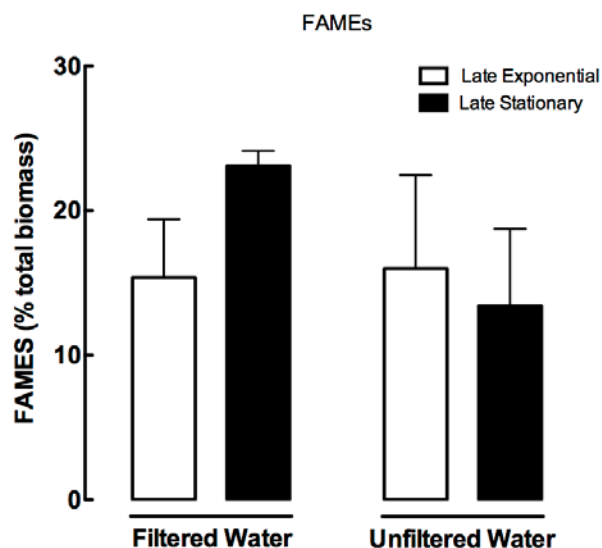 FAMEs
30
20
10
0
FAMES (% total biomass)
Late Exponential
Late Stationary
Filtered Water
Unfiltered Water